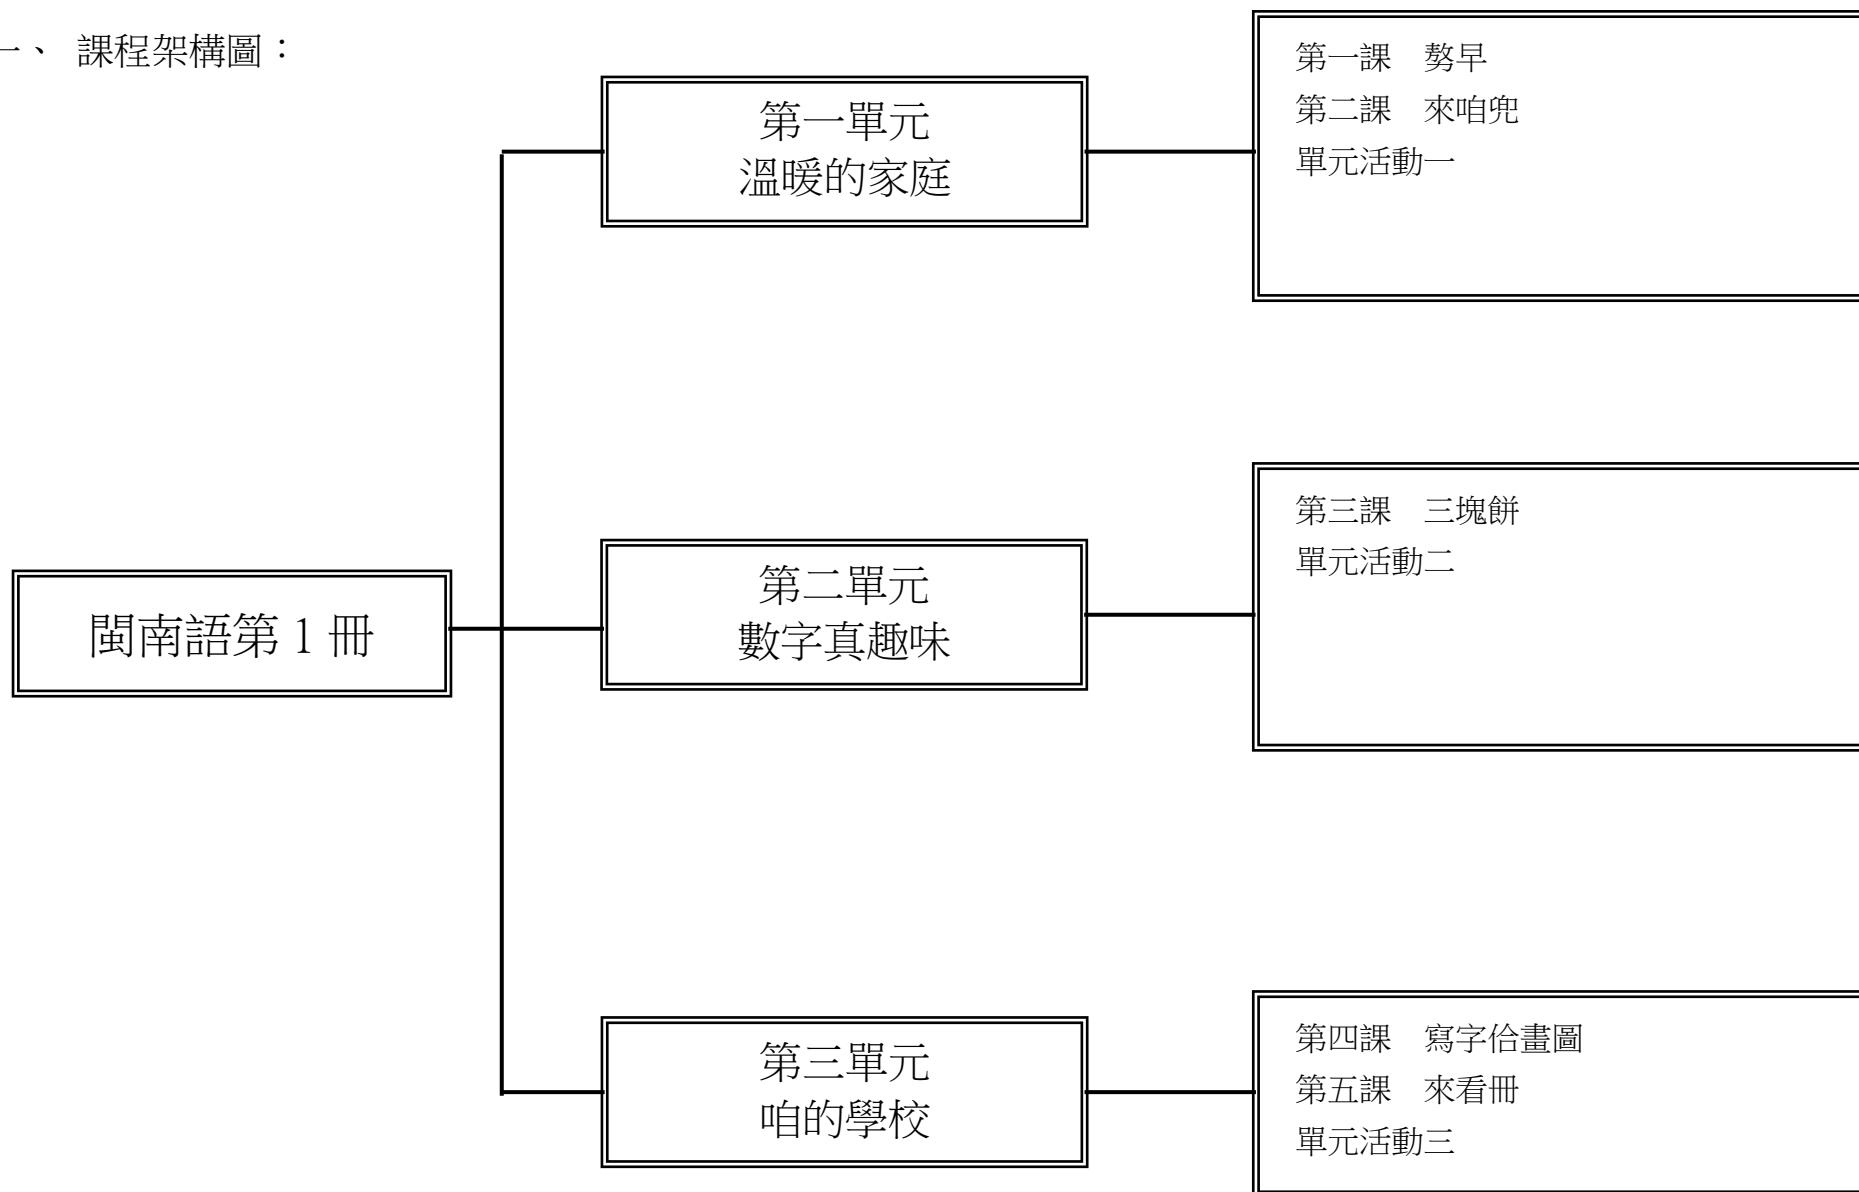 一、 課程架構圖：
第一單元
溫暖的家庭
第一課　勢早
第二課　來咱兜
單元活動一
閩南語第 1 冊
第二單元
數字真趣味
第三課　三塊餅
單元活動二
第三單元
咱的學校
第四課　寫字佮畫圖
第五課　來看冊
單元活動三